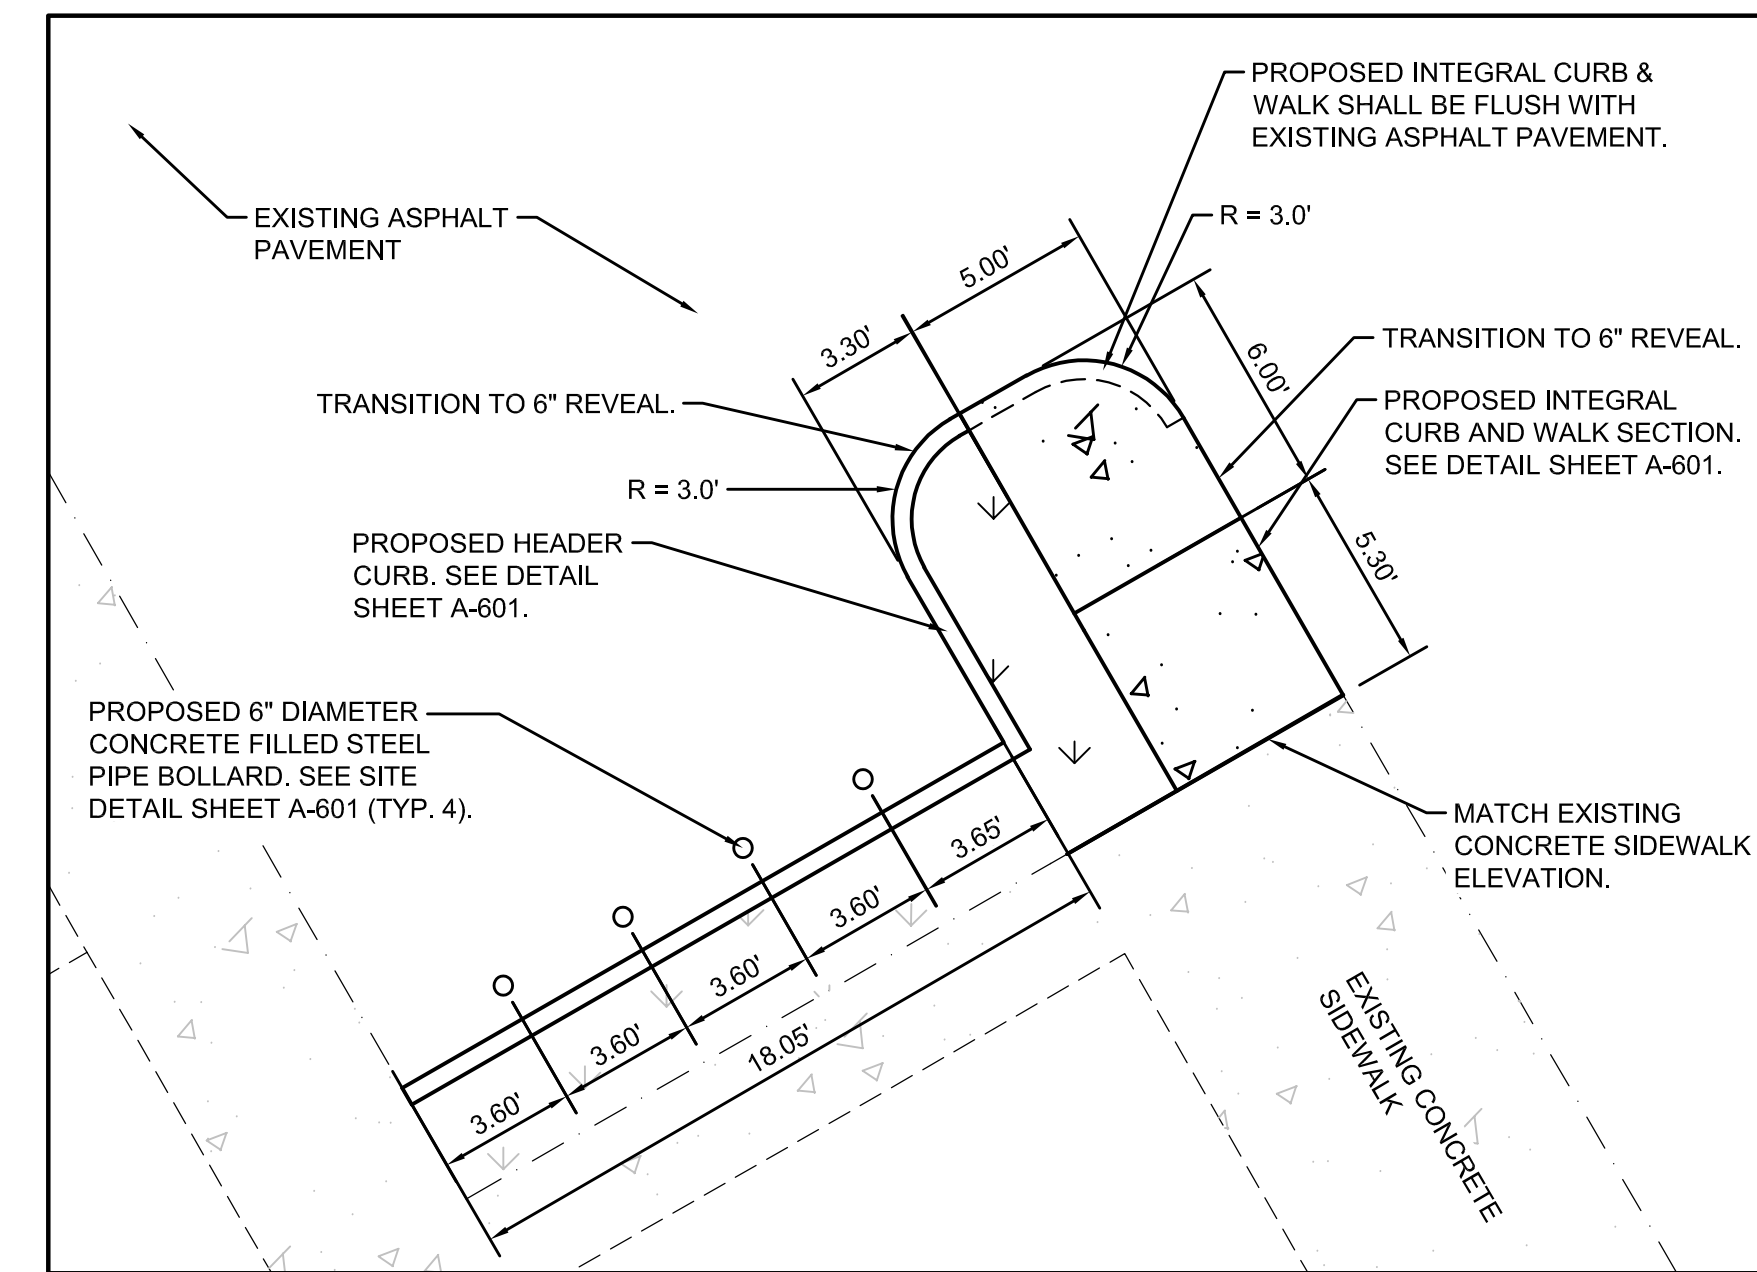 PROPOSED INTEGRAL CURB &
WALK SHALL BE FLUSH WITH
EXISTING ASPHALT PAVEMENT.
R = 3.0'
EXISTING ASPHALT
PAVEMENT
5.00'
3.30'
6.00'
TRANSITION TO 6" REVEAL.
TRANSITION TO 6" REVEAL.
PROPOSED INTEGRAL
CURB AND WALK SECTION.
SEE DETAIL SHEET A-601.
R = 3.0'
PROPOSED HEADER
CURB. SEE DETAIL
SHEET A-601.
5.30'
PROPOSED 6" DIAMETER
CONCRETE FILLED STEEL
PIPE BOLLARD. SEE SITE
DETAIL SHEET A-601 (TYP. 4).
MATCH EXISTING
CONCRETE SIDEWALK
ELEVATION.
3.65'
3.60'
3.60'
3.60'
3.60'
18.05'
EXISTING CONCRETE
SIDEWALK